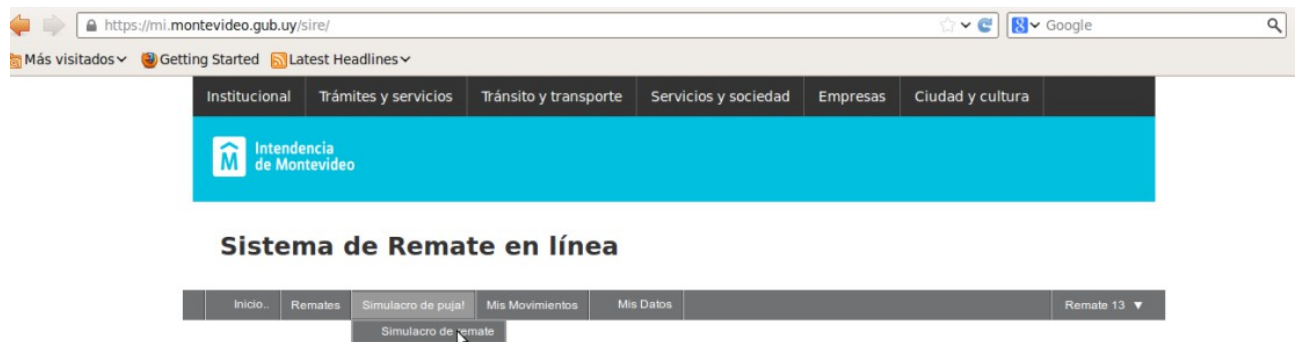 https://mi.montevideo.gub.uy/sire/ Google
Más visitados Getting Started Latest Headlines
Institucional Trámites y servicios Tránsito y transporte Servicios y sociedad Empresas Ciudad y cultura
M Intendencia
de Montevideo
Sistema de Remate en línea
Inicio.. Remates Simulacro de puja! Mis Movimientos Mis Datos Remate 13 ▼
Simulacro de remate